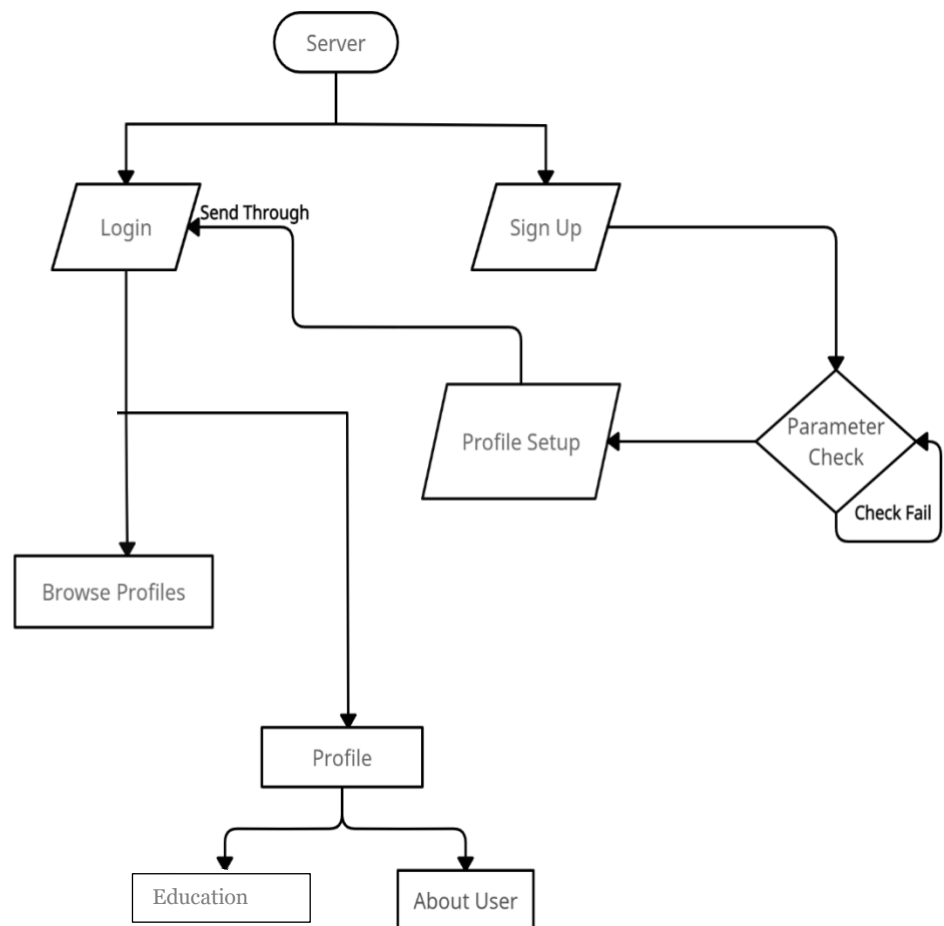 Server
Login
Send Through
Sign Up
Parameter
Check
Profile Setup
Check Fail
Browse Profiles
Profile
Education
About User